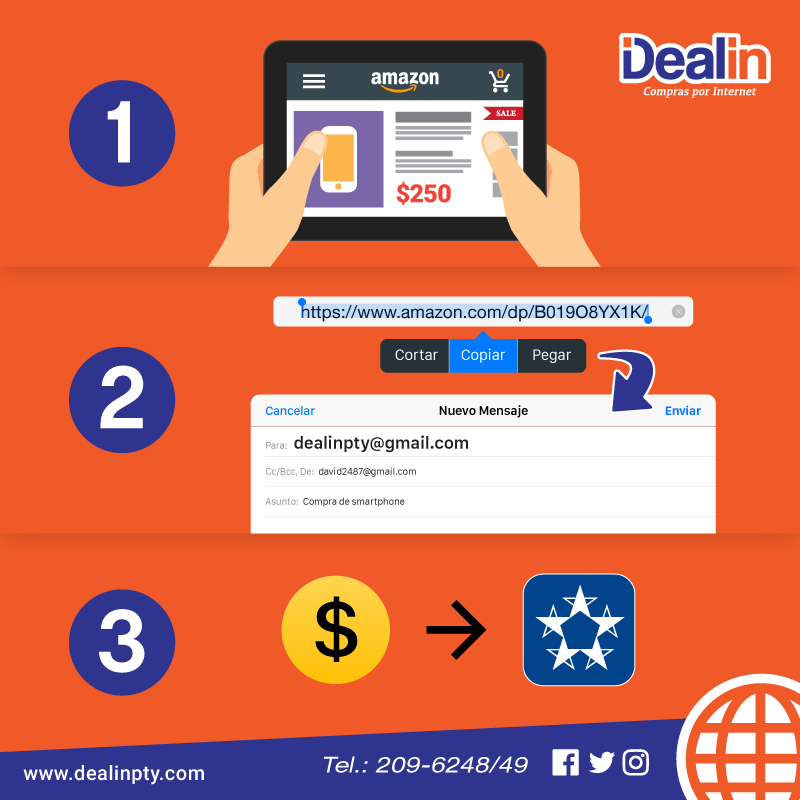 1
amazon
0
SALE
$250
Dealin
Compras por Internet
2
https://www.amazon.com/dp/B019O8YX1K/
Cortar Copiar Pegar
Cancelar Nuevo Mensaje Enviar
Para: dealinpty@gmail.com
Cc/Bcc, De: david2487@gmail.com
Asunto: Compra de smartphone
3
$
www.dealinpty.com
Tel.: 209-6248/49